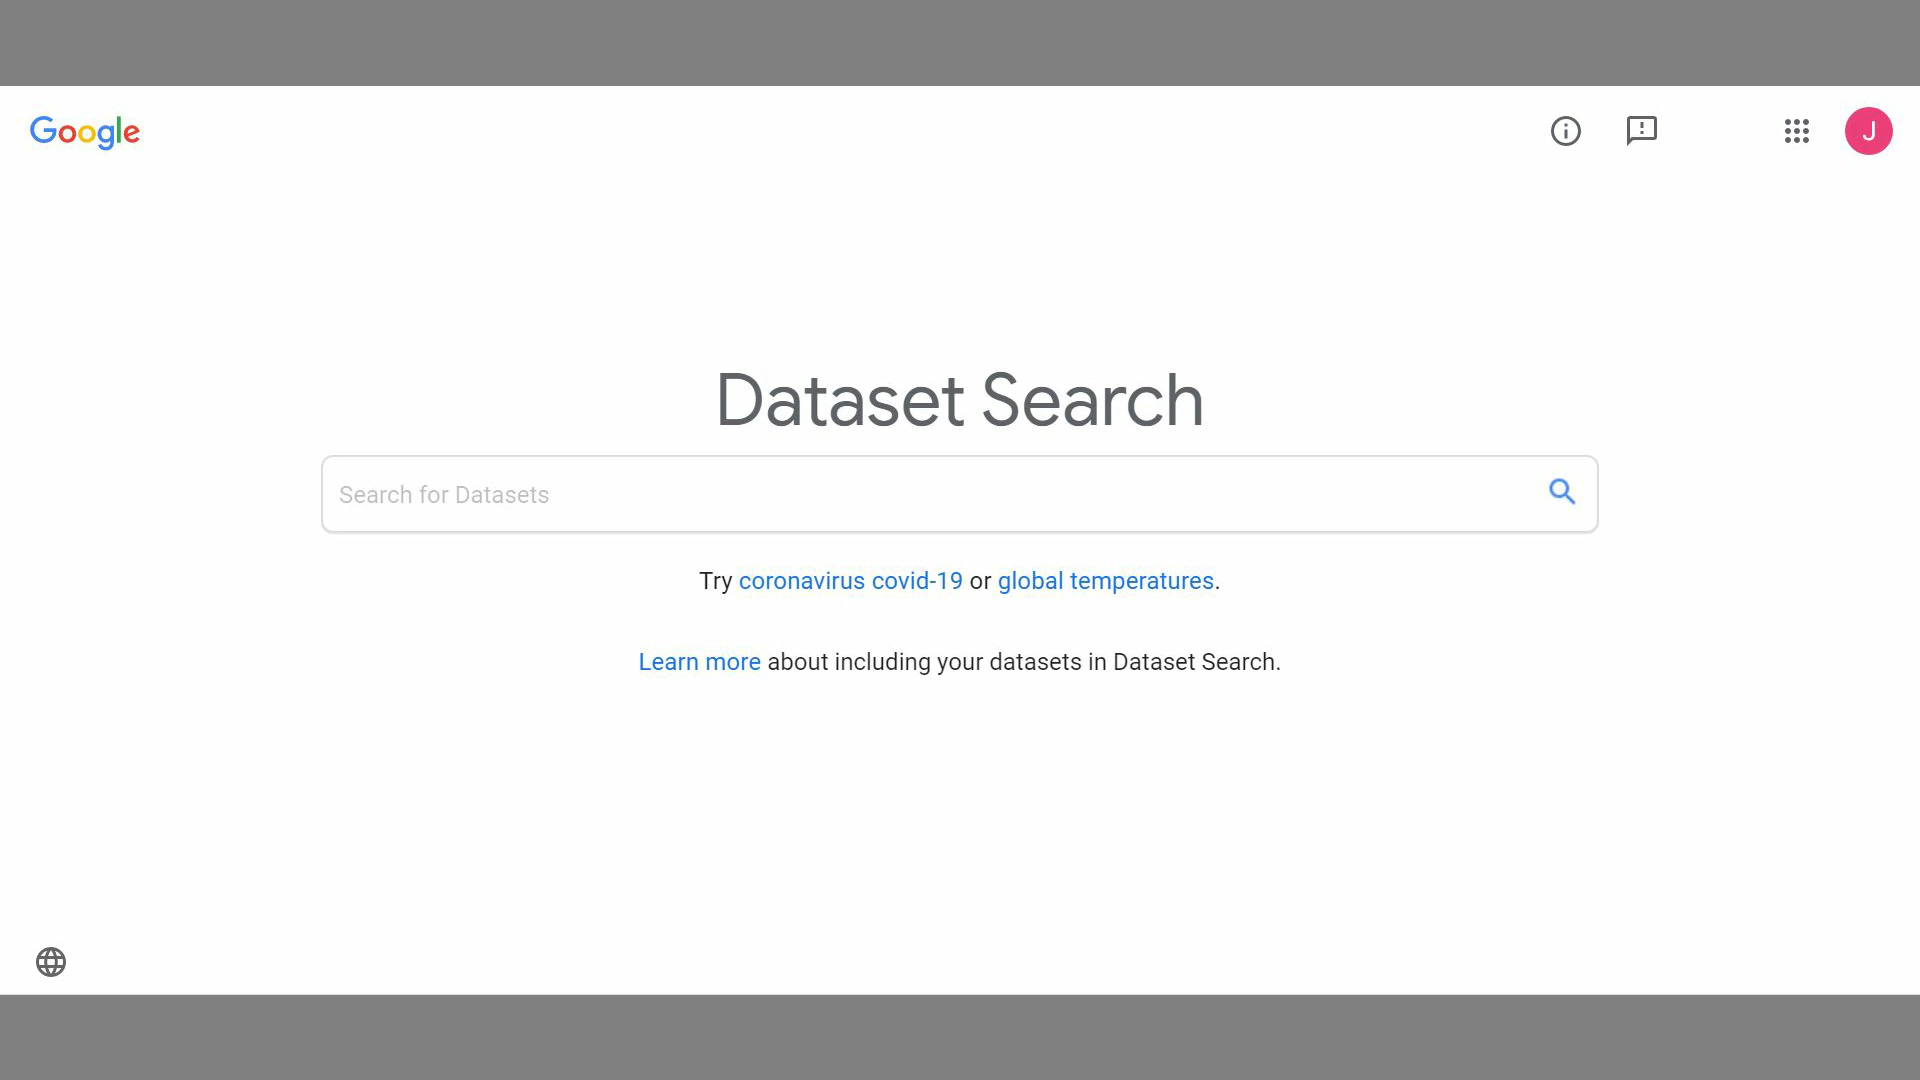 Google
J
Dataset Search
Search for Datasets
Try coronavirus covid-19 or global temperatures.
Learn more about including your datasets in Dataset Search.